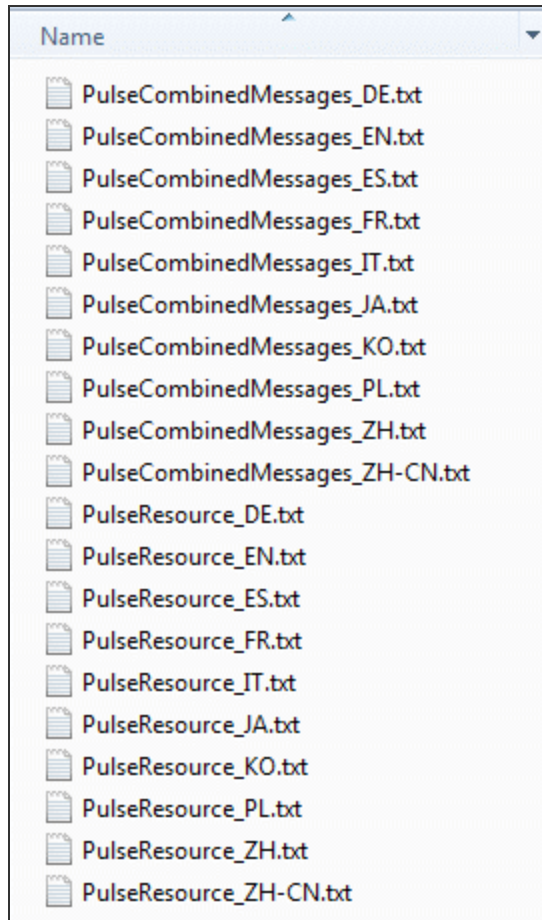 Name
PulseCombinedMessages_DE.txt
PulseCombinedMessages_EN.txt
PulseCombinedMessages_ES.txt
PulseCombinedMessages_FR.txt
PulseCombinedMessages_IT.txt
PulseCombinedMessages_JA.txt
PulseCombinedMessages_KO.txt
PulseCombinedMessages_PL.txt
PulseCombinedMessages_ZH.txt
PulseCombinedMessages_ZH-CN.txt
PulseResource_DE.txt
PulseResource_EN.txt
PulseResource_ES.txt
PulseResource_FR.txt
PulseResource_IT.txt
PulseResource_JA.txt
PulseResource_KO.txt
PulseResource_PL.txt
PulseResource_ZH.txt
PulseResource_ZH-CN.txt